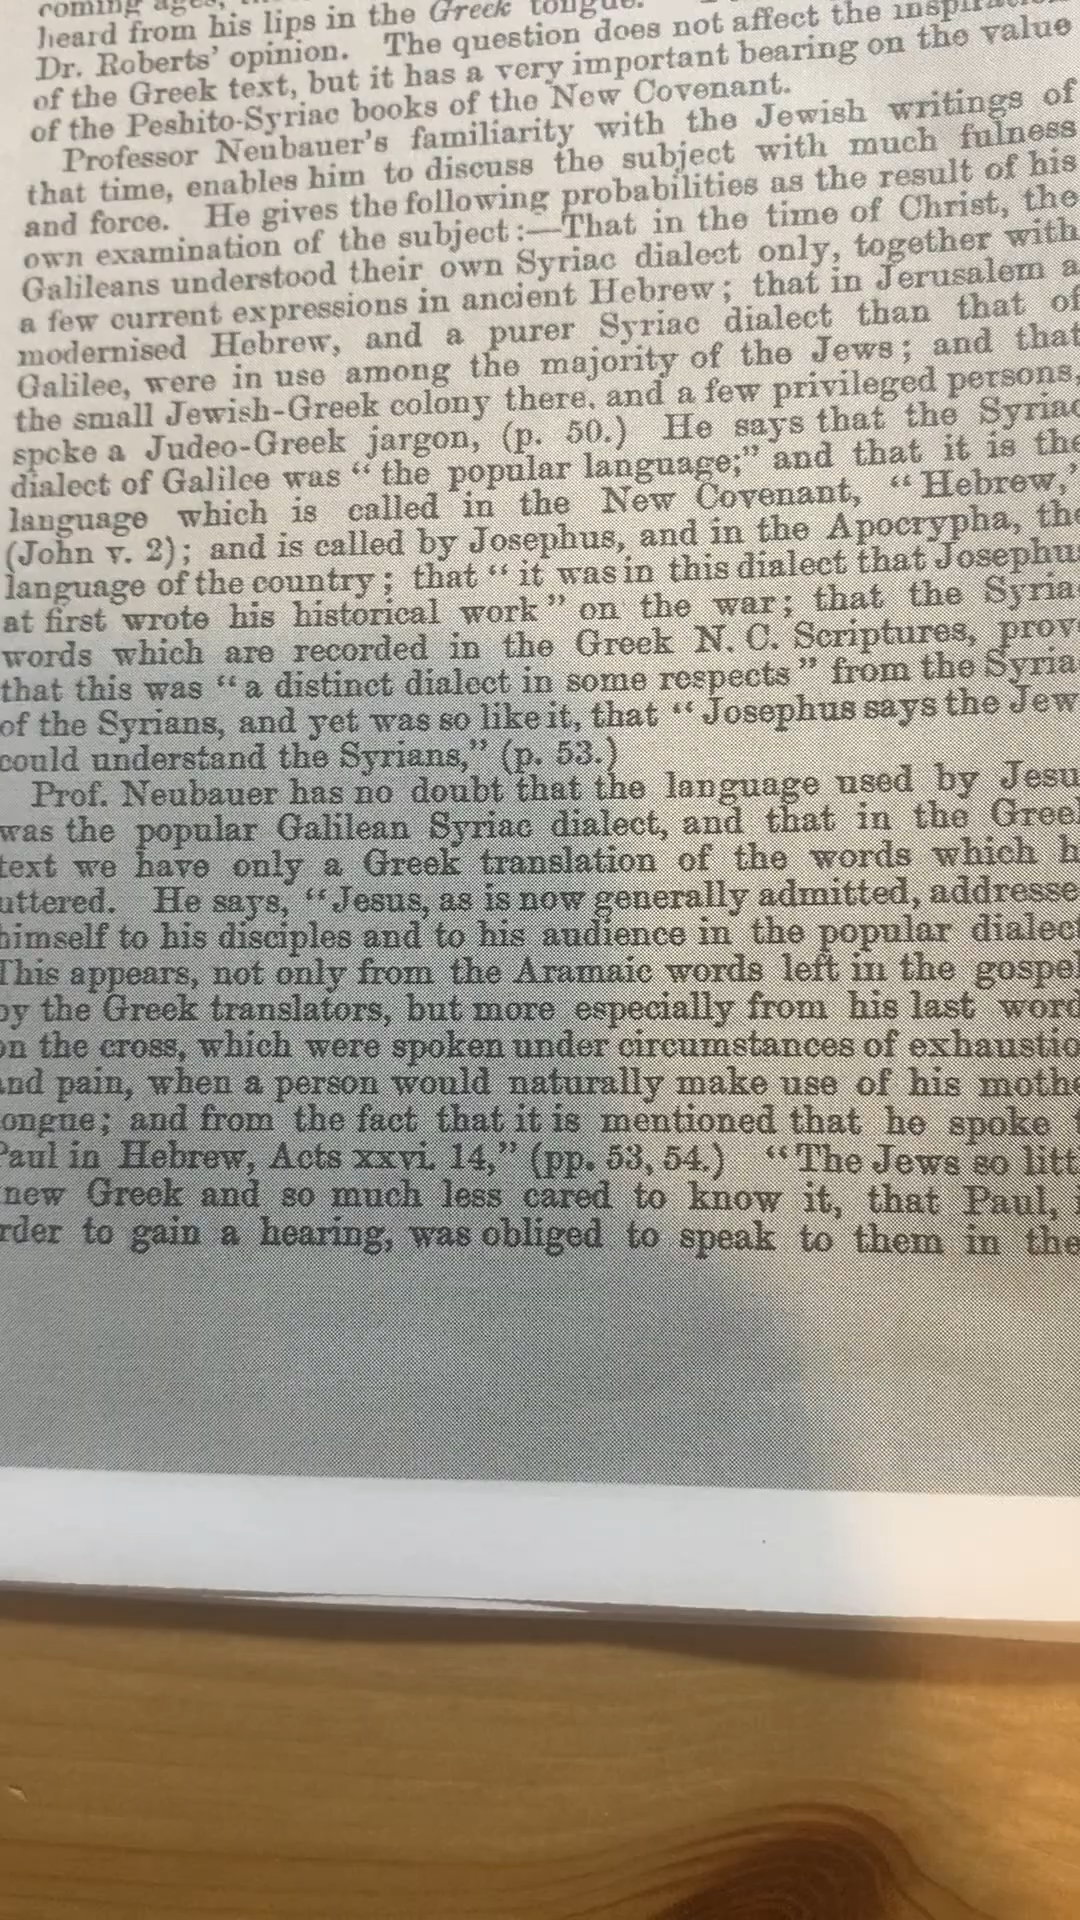 coming ages,
heard from his lips in the Greek tongue.
Dr. Roberts' opinion. The question does not affect the
of the Greek text, but it has a very important bearing on the value
of the Peshito-Syriac books of the New Covenant.
Professor Neubauer's familiarity with the Jewish writings of
that time, enables him to discuss the subject with much fulness
and force. He gives the following probabilities as the result of his
own examination of the subject:—That in the time of Christ, the
Galileans understood their own Syriac dialect only, together with
a few current expressions in ancient Hebrew; that in Jerusalem a
modernised Hebrew, and a purer Syriac dialect than that of
Galilee, were in use among the majority of the Jews; and that
the small Jewish-Greek colony there, and a few privileged persons,
spoke a Judeo-Greek jargon, (p. 50.) He says that the Syriac
dialect of Galilee was "the popular language;" and that it is the
language which is called in the New Covenant, "Hebrew,"
(John v. 2); and is called by Josephus, and in the Apocrypha, the
language of the country; that "it was in this dialect that Josephu
at first wrote his historical work" on the war; that the Syria
words which are recorded in the Greek N. C. Scriptures, prov
that this was "a distinct dialect in some respects" from the Syria
of the Syrians, and yet was so like it, that "Josephus says the Jew
could understand the Syrians," (p. 53.)
Prof. Neubauer has no doubt that the language used by Jesu
was the popular Galilean Syriac dialect, and that in the Gree
text we have only a Greek translation of the words which h
uttered. He says, "Jesus, as is now generally admitted, addresse
himself to his disciples and to his audience in the popular dialec
This appears, not only from the Aramaic words left in the gospe
by the Greek translators, but more especially from his last word
on the cross, which were spoken under circumstances of exhaustio
and pain, when a person would naturally make use of his moth
ongue; and from the fact that it is mentioned that he spoke t
Paul in Hebrew, Acts xxvi. 14," (pp. 53, 54.) "The Jews so litt
new Greek and so much less cared to know it, that Paul, i
rder to gain a hearing, was obliged to speak to them in the